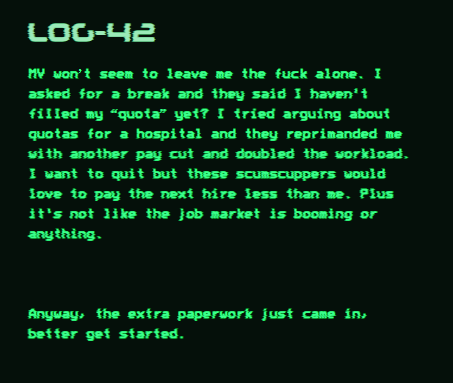 LOG-42
MV won't seem to leave me the fuck alone. I
asked for a break and they said I haven't
filled my “quota” yet? I tried arguing about
quotas for a hospital and they reprimanded me
with another pay cut and doubled the workload.
I want to quit but these scumscuppers would
love to pay the next hire less than me. Plus
it's not like the job market is booming or
anything.
Anyway, the extra paperwork just came in,
better get started.